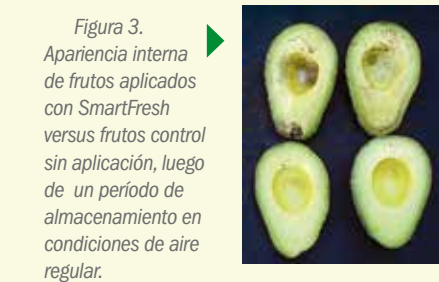 Figura 3.
Apariencia interna
de frutos aplicados
con SmartFresh
versus frutos control
sin aplicación, luego
de un período de
almacenamiento en
condiciones de aire
regular.